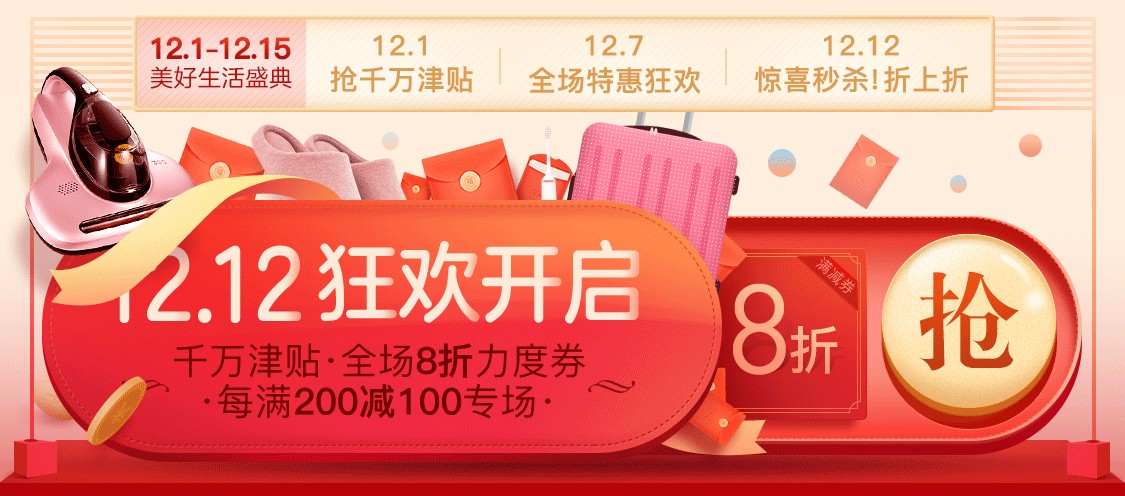 12.1-12.15
美好生活盛典
12.1
抢千万津贴
12.7
全场特惠狂欢
12.12
惊喜秒杀!折上折
12.12狂欢开启
千万津贴·全场8折力度券
·每满200减100专场·
满减券
8折
抢